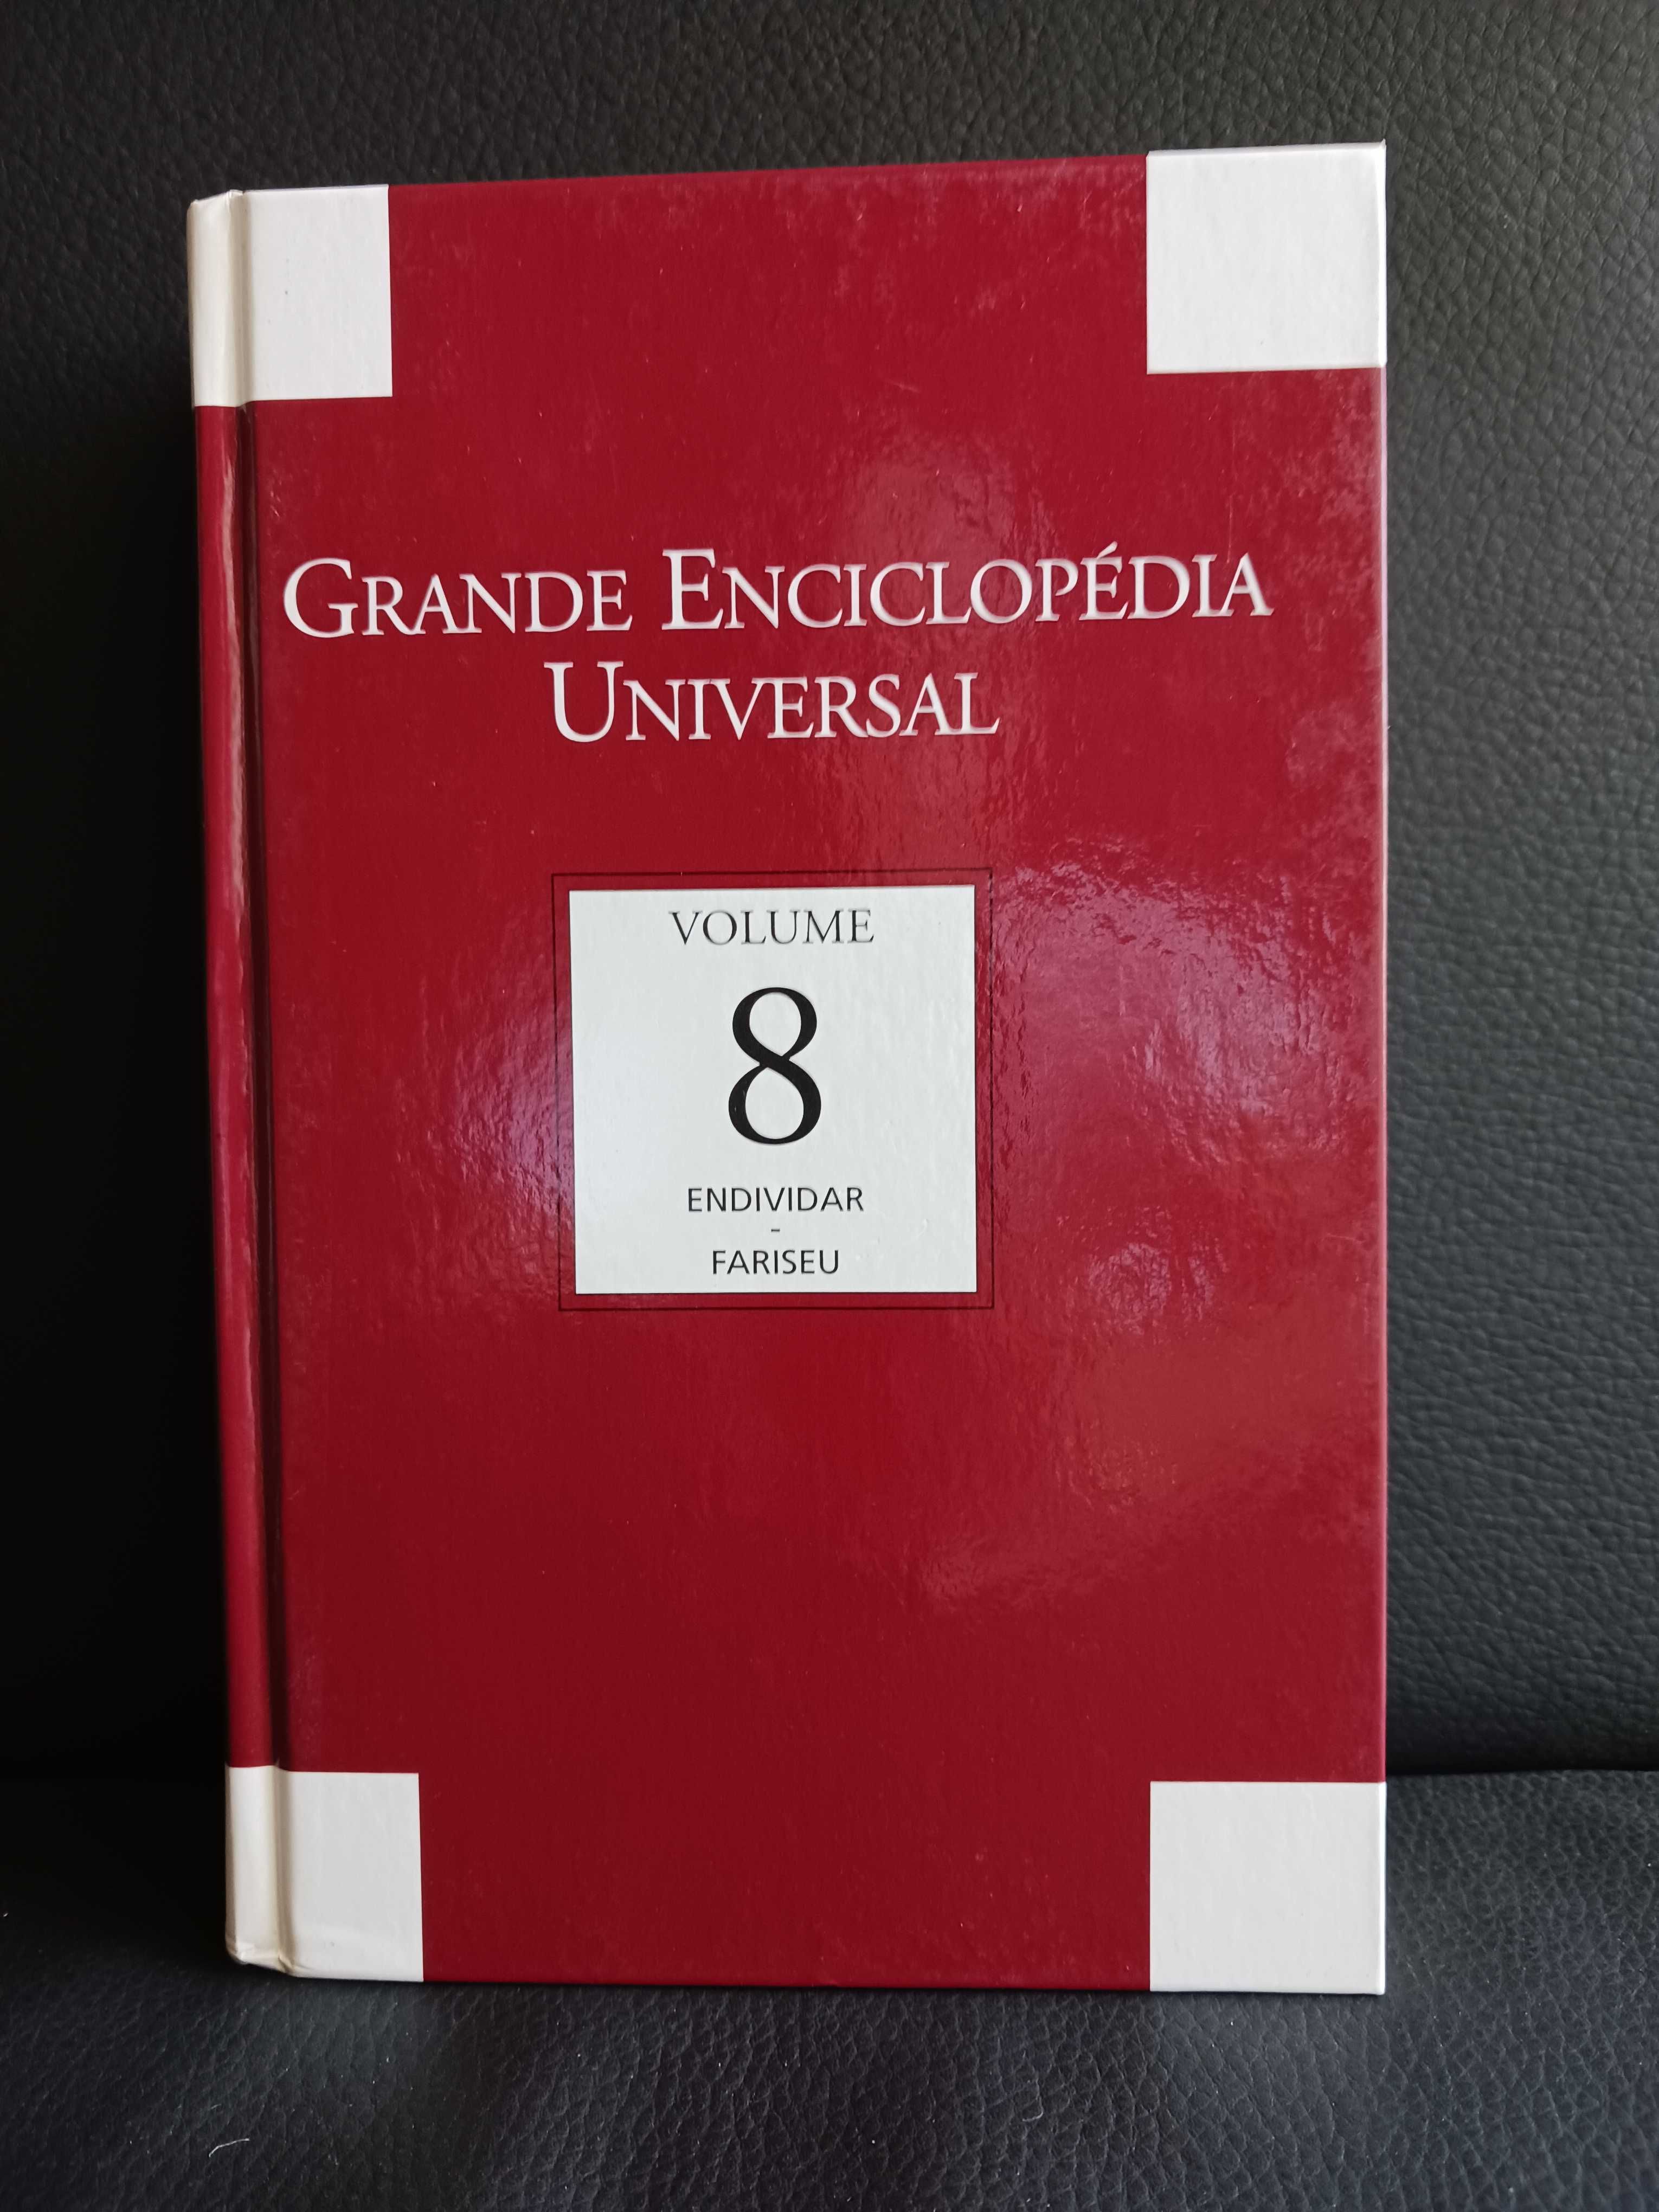 GRANDE ENCICLOPÉDIA
UNIVERSAL
VOLUME
8
ENDIVIDAR
-
FARISEU